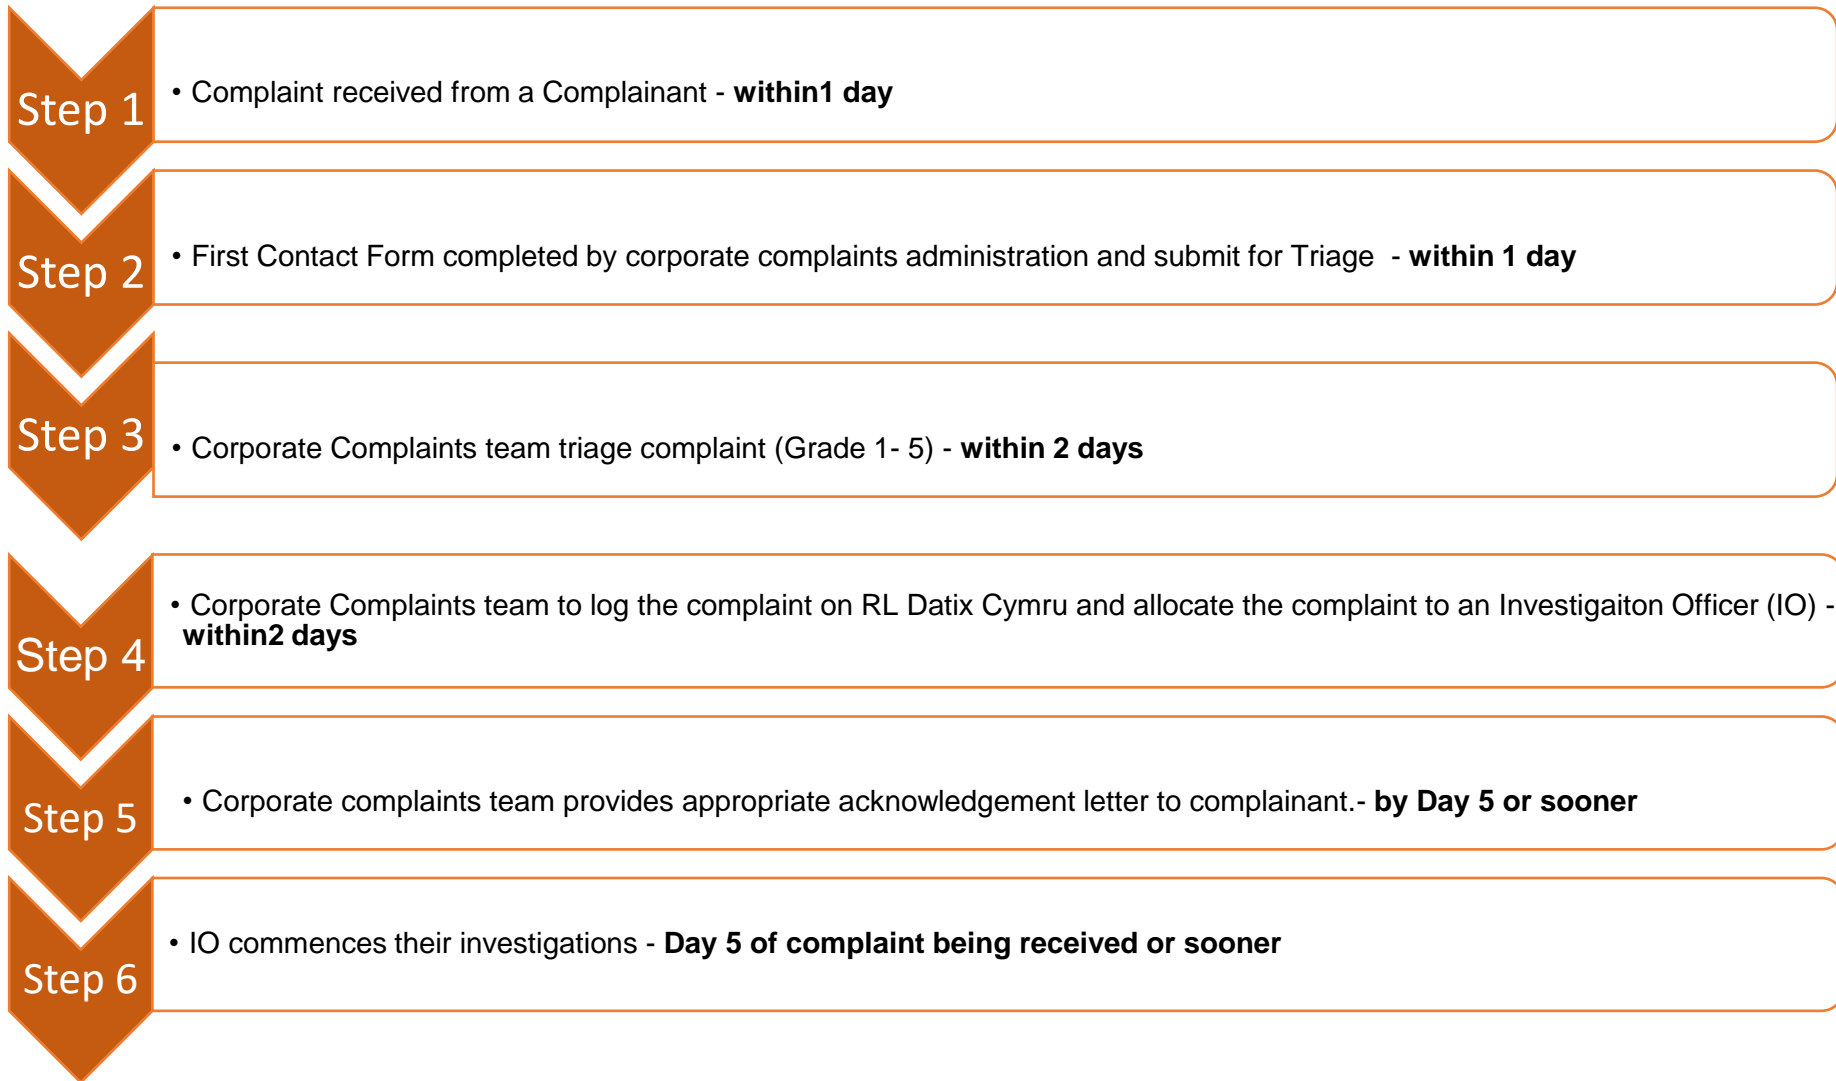 Step 1
• Complaint received from a Complainant - within1 day
Step 2
• First Contact Form completed by corporate complaints administration and submit for Triage  - within 1 day
Step 3
• Corporate Complaints team triage complaint (Grade 1- 5) - within 2 days
Step 4
• Corporate Complaints team to log the complaint on RL Datix Cymru and allocate the complaint to an Investigaiton Officer (IO) -
within2 days
Step 5
• Corporate complaints team provides appropriate acknowledgement letter to complainant.- by Day 5 or sooner
Step 6
• IO commences their investigations - Day 5 of complaint being received or sooner